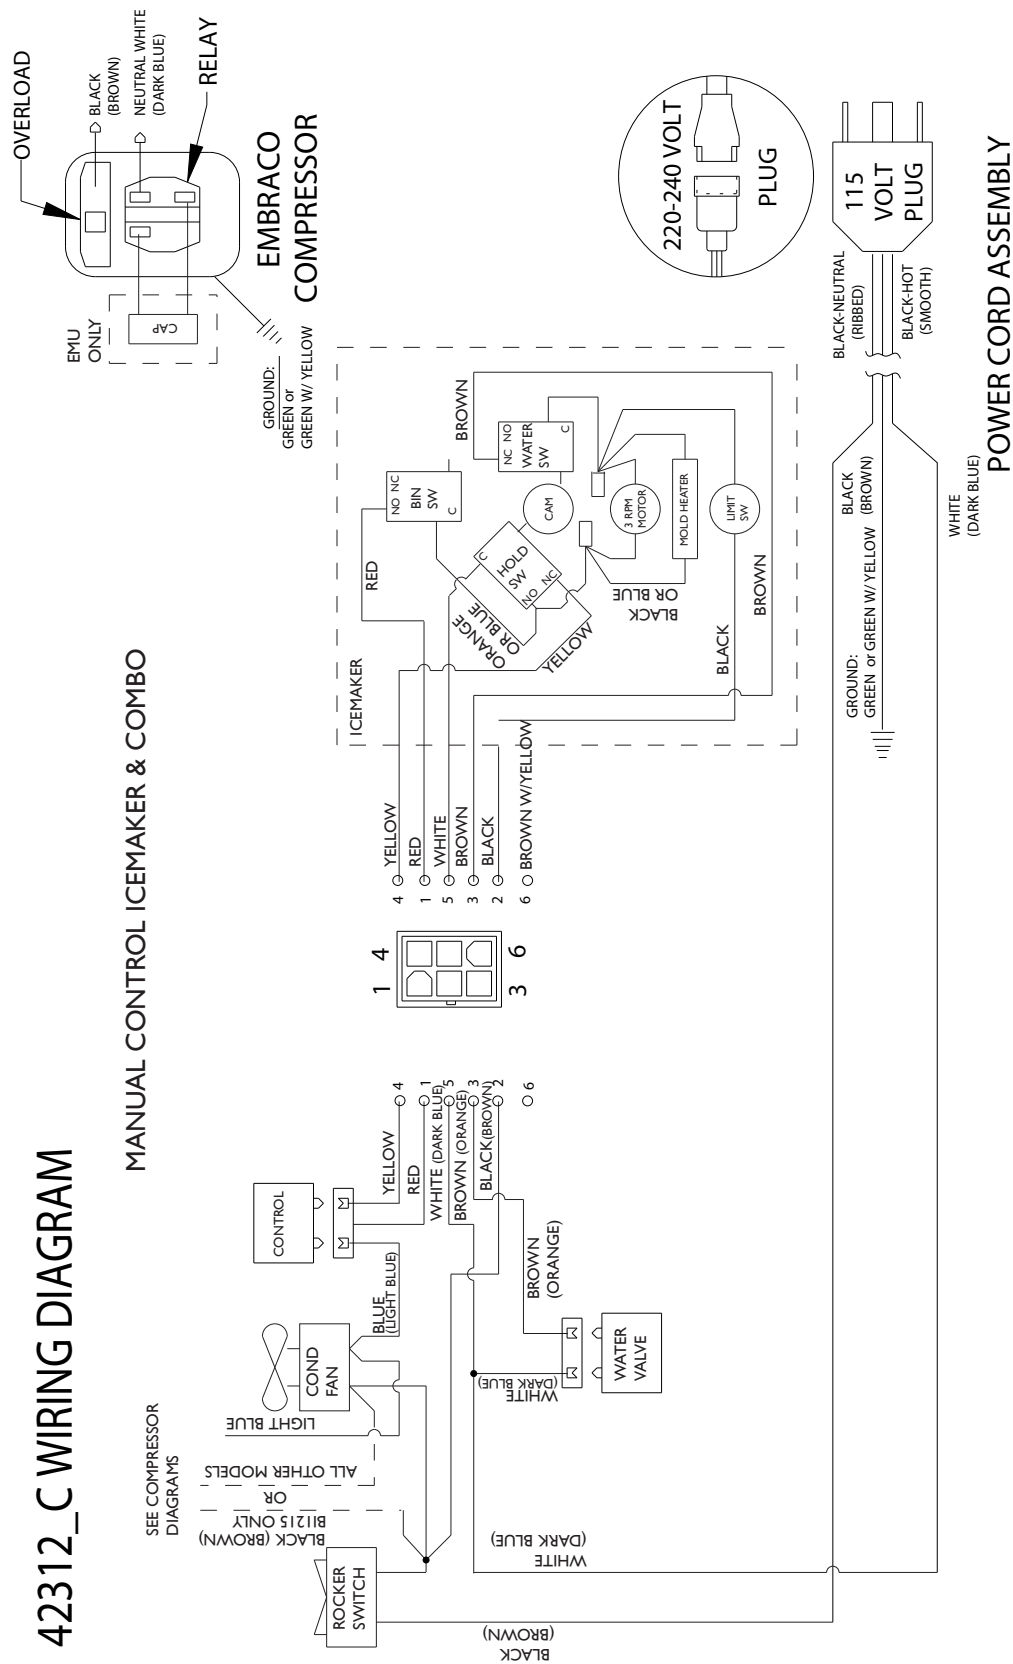 42312_C WIRING DIAGRAM
MANUAL CONTROL ICEMAKER & COMBO
OVERLOAD
BLACK
(BROWN)
NEUTRAL WHITE
(DARK BLUE)
RELAY
EMBRACO
COMPRESSOR
EMU
ONLY
CAP
GROUND:
GREEN or
GREEN W/ YELLOW
220-240 VOLT
PLUG
115
VOLT
PLUG
BLACK-NEUTRAL
(RIBBED)
BLACK-HOT
(SMOOTH)
POWER CORD ASSEMBLY
BLACK
(BROWN)
GROUND:
GREEN or GREEN W/ YELLOW
WHITE
(DARK BLUE)
ICEMAKER
RED
NO NC
BIN
SW
C
BROWN
NC NO
WATER
SW
C
CAM
C
HOLD
SW
NO NC
ORANGE
OR BLUE
YELLOW
3 RPM
MOTOR
MOLD HEATER
LIMIT
SW
BLACK
OR BLUE
BLACK
BROWN
YELLOW
RED
WHITE
BROWN
BLACK
BROWN W/YELLOW
4
1
5
3
2
6
1 4
3 6
4
1
5
3
2
6
YELLOW
RED
WHITE (DARK BLUE)
BROWN (ORANGE)
BLACK (BROWN)
CONTROL
BLUE
(LIGHT BLUE)
COND
FAN
LIGHT BLUE
BROWN
(ORANGE)
WATER
VALVE
WHITE
(DARK BLUE)
SEE COMPRESSOR
DIAGRAMS
ALL OTHER MODELS
OR
BI1215 ONLY
BLACK (BROWN)
ROCKER
SWITCH
WHITE
(DARK BLUE)
BLACK
(BROWN)